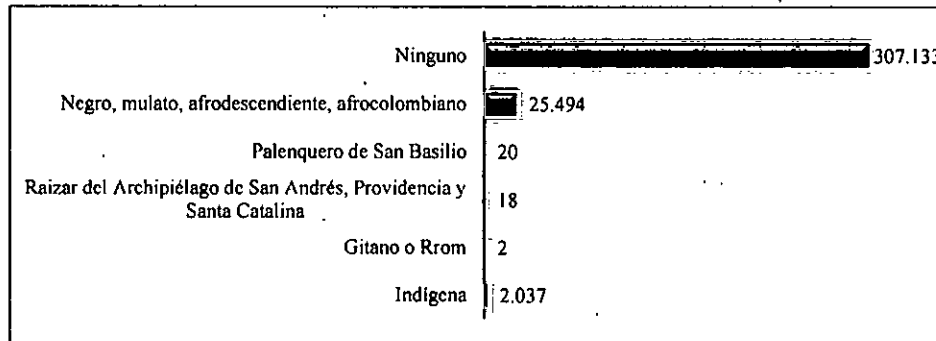 Ninguno 307.133
Negro, mulato, afrodescendiente, afrocolombiano 25.494
Palenquero de San Basilio 20
Raizar del Archipiélago de San Andrés, Providencia y
Santa Catalina 18
Gitano o Rrom 2
Indígena 2.037